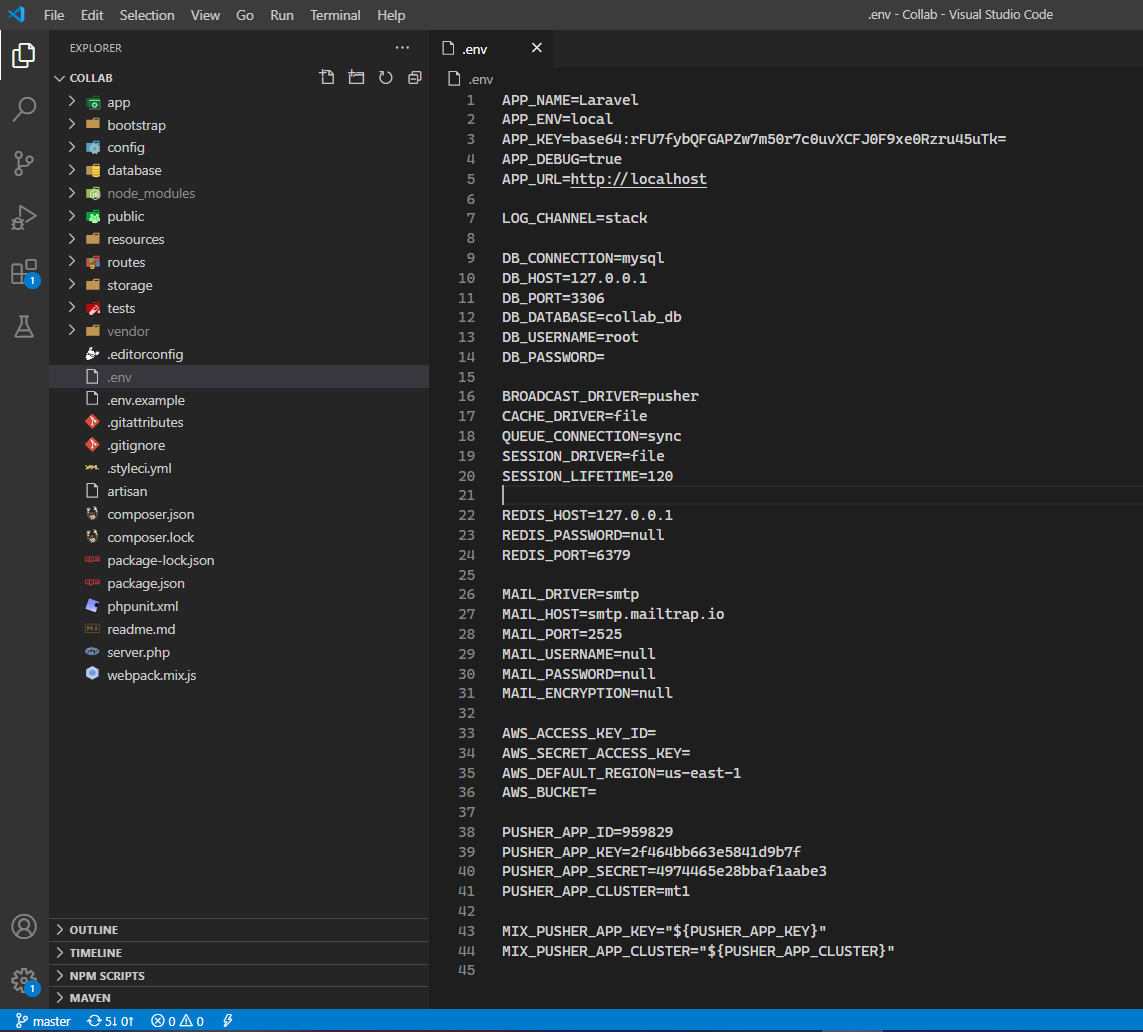 File Edit Selection View Go Run Terminal Help
.env - Collab - Visual Studio Code
EXPLORER
COLLAB
app
bootstrap
config
database
node_modules
public
resources
routes
storage
tests
vendor
.editorconfig
.env
.env.example
.gitattributes
.gitignore
.styleci.yml
artisan
composer.json
composer.lock
package-lock.json
package.json
phpunit.xml
readme.md
server.php
webpack.mix.js
OUTLINE
TIMELINE
NPM SCRIPTS
MAVEN
1
1
.env
.env
1 APP_NAME=Laravel
2 APP_ENV=local
3 APP_KEY=base64:rFU7fybQFGAPZw7m50r7c0uvXCFJ0F9xe0Rzru45uTk=
4 APP_DEBUG=true
5 APP_URL=http://localhost
6
7 LOG_CHANNEL=stack
8
9 DB_CONNECTION=mysql
10 DB_HOST=127.0.0.1
11 DB_PORT=3306
12 DB_DATABASE=collab_db
13 DB_USERNAME=root
14 DB_PASSWORD=
15
16 BROADCAST_DRIVER=pusher
17 CACHE_DRIVER=file
18 QUEUE_CONNECTION=sync
19 SESSION_DRIVER=file
20 SESSION_LIFETIME=120
21
22 REDIS_HOST=127.0.0.1
23 REDIS_PASSWORD=null
24 REDIS_PORT=6379
25
26 MAIL_DRIVER=smtp
27 MAIL_HOST=smtp.mailtrap.io
28 MAIL_PORT=2525
29 MAIL_USERNAME=null
30 MAIL_PASSWORD=null
31 MAIL_ENCRYPTION=null
32
33 AWS_ACCESS_KEY_ID=
34 AWS_SECRET_ACCESS_KEY=
35 AWS_DEFAULT_REGION=us-east-1
36 AWS_BUCKET=
37
38 PUSHER_APP_ID=959829
39 PUSHER_APP_KEY=2f464bb663e5841d9b7f
40 PUSHER_APP_SECRET=4974465e28bbaf1aabe3
41 PUSHER_APP_CLUSTER=mt1
42
43 MIX_PUSHER_APP_KEY="${PUSHER_APP_KEY}"
44 MIX_PUSHER_APP_CLUSTER="${PUSHER_APP_CLUSTER}"
45
master 5↓ 0↑ 0 0